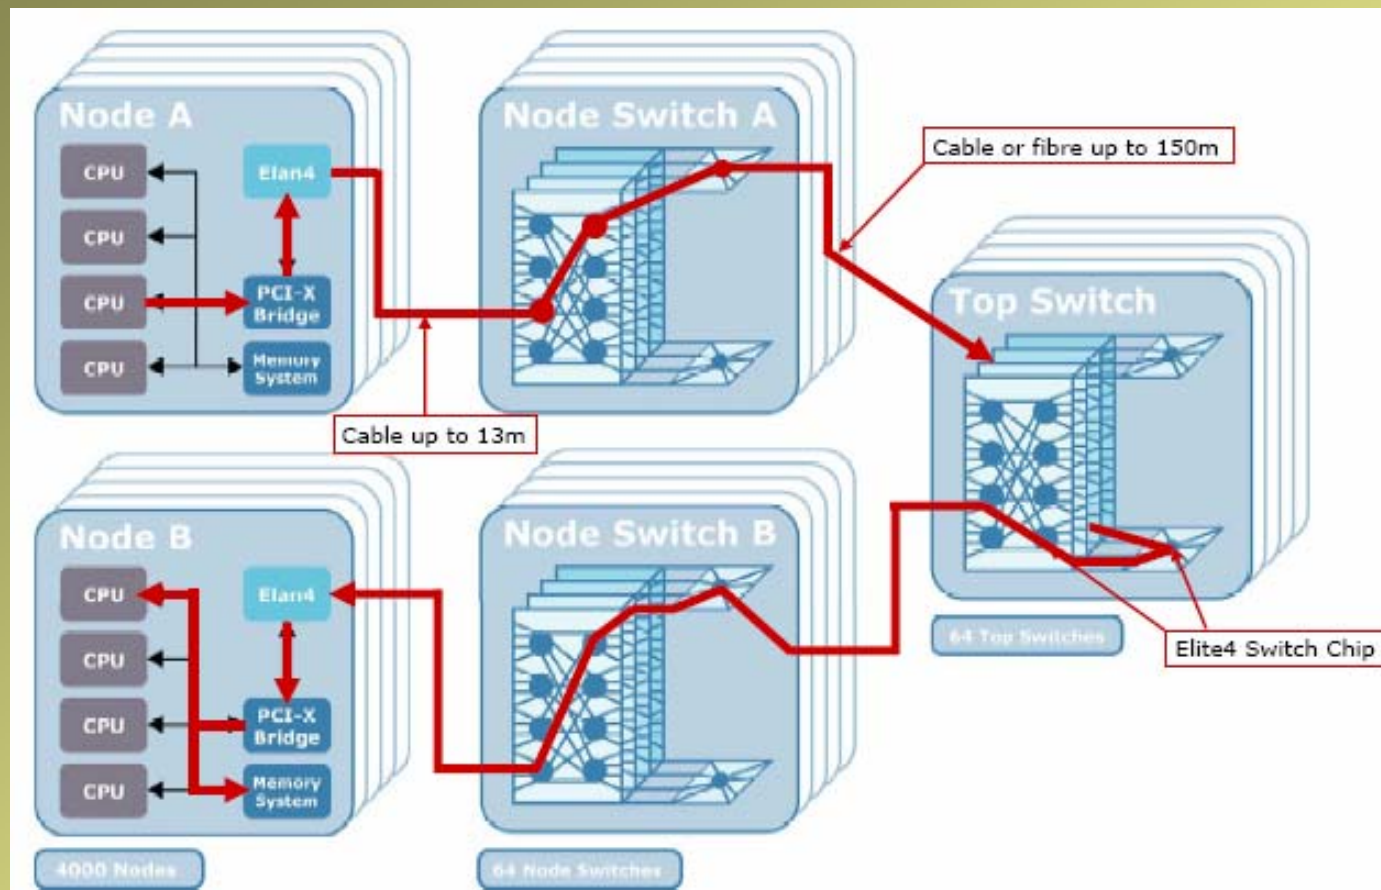 Node A
CPU
CPU
CPU
CPU
Elan4
PCI-X
Bridge
Memory
System
Node Switch A
Cable or fibre up to 150m
Cable up to 13m
Top Switch
64 Top Switches
Elite4 Switch Chip
Node B
CPU
CPU
CPU
CPU
Elan4
PCI-X
Bridge
Memory
System
Node Switch B
4000 Nodes
64 Node Switches